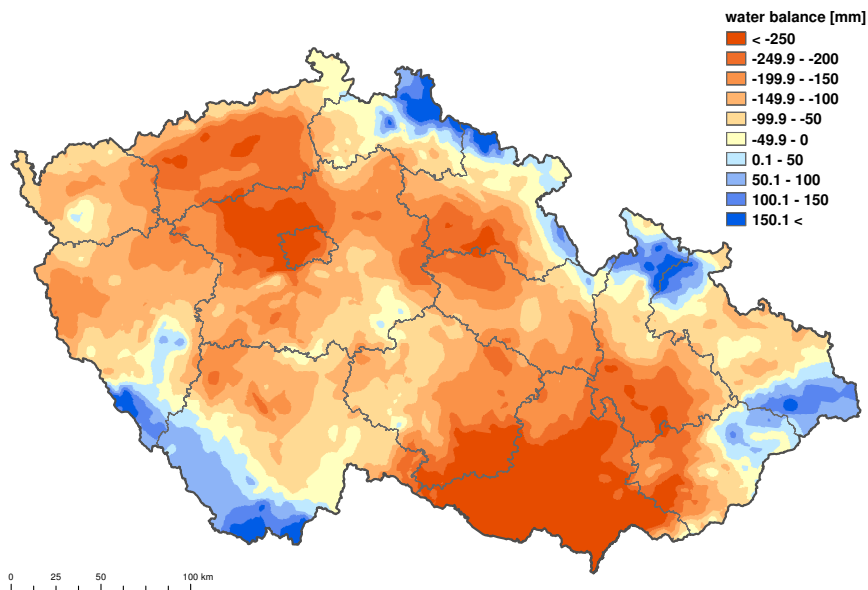 water balance [mm]
< -250
-249.9 - -200
-199.9 - -150
-149.9 - -100
-99.9 - -50
-49.9 - 0
0.1 - 50
50.1 - 100
100.1 - 150
150.1 <
0 25 50 100 km